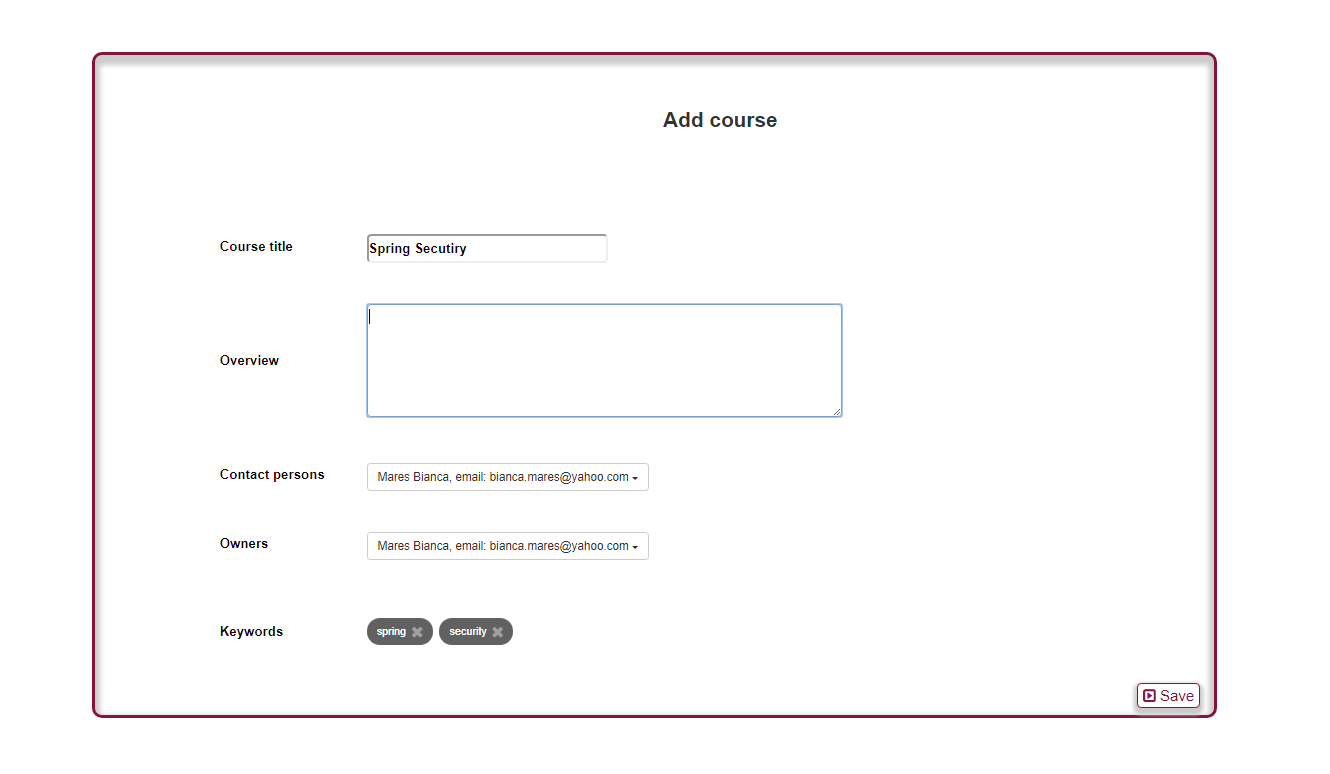 Add course
Course title
Spring Secutiry
Overview
Contact persons
Mares Bianca, email: bianca.mares@yahoo.com
Owners
Mares Bianca, email: bianca.mares@yahoo.com
Keywords
spring security
Save